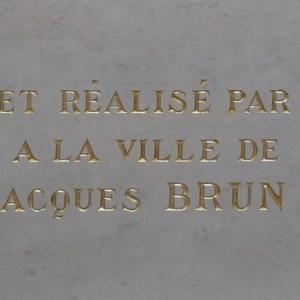 ET RÉALISÉ PAR
A LA VILLE DE
ACQUES BRUN